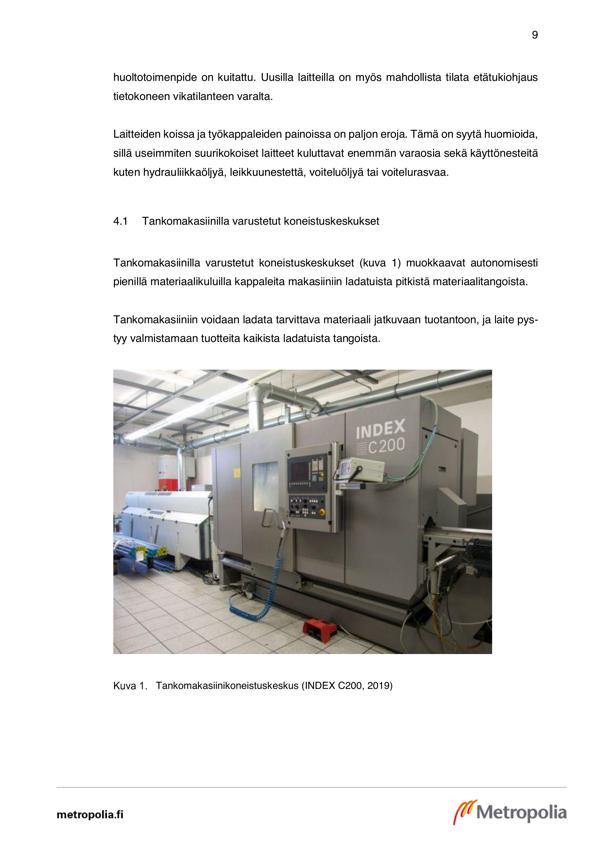 9
huoltotoimenpide on kuitattu. Uusilla laitteilla on myös mahdollista tilata etätukiohjaus
tietokoneen vikatilanteen varalta.
Laitteiden koissa ja työkappaleiden painoissa on paljon eroja. Tämä on syytä huomioida,
sillä useimmiten suurikokoiset laitteet kuluttavat enemmän varaosia sekä käyttönesteitä
kuten hydrauliikkaöljyä, leikkuunestettä, voiteluöljyä tai voitelurasvaa.
4.1 Tankomakasiinilla varustetut koneistuskeskukset
Tankomakasiinilla varustetut koneistuskeskukset (kuva 1) muokkaavat autonomisesti
pienillä materiaalikuluilla kappaleita makasiiniin ladatuista pitkistä materiaalitangoista.
Tankomakasiiniin voidaan ladata tarvittava materiaali jatkuvaan tuotantoon, ja laite pys-
tyy valmistamaan tuotteita kaikista ladatuista tangoista.
INDEX
C200
Kuva 1. Tankomakasiinikoneistuskeskus (INDEX C200, 2019)
metropolia.fi
Metropolia